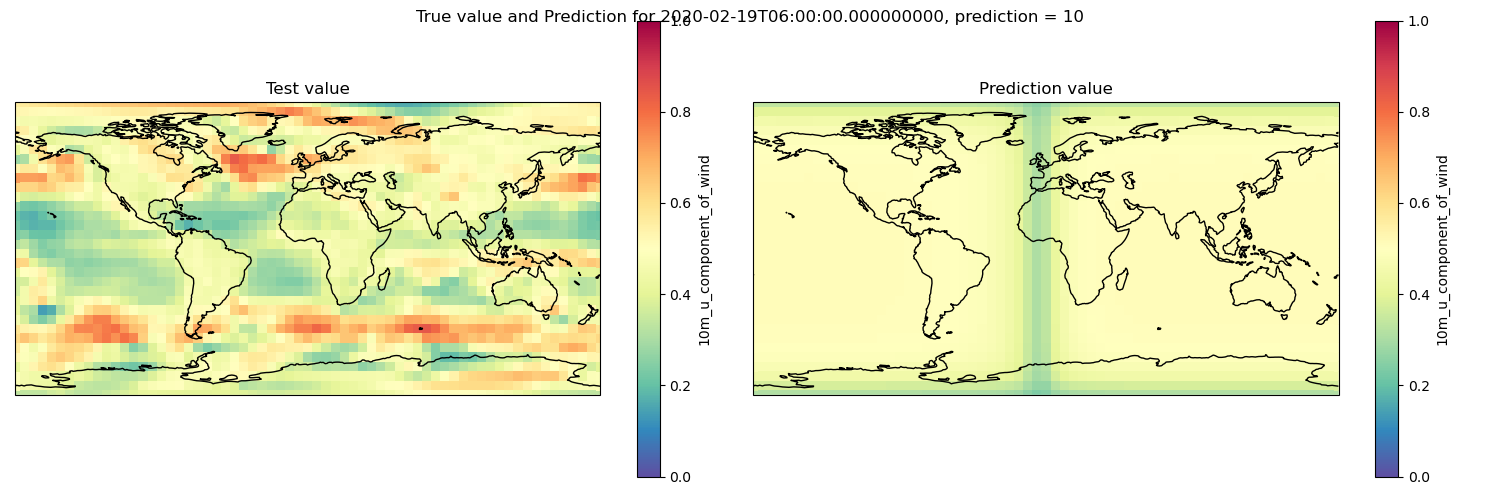 True value and Prediction for 2020-02-19T06:00:00.000000000, prediction = 10
Test value
1.0
0.8
0.6
0.4
0.2
0.0
10m_u_component_of_wind
Prediction value
1.0
0.8
0.6
0.4
0.2
0.0
10m_u_component_of_wind